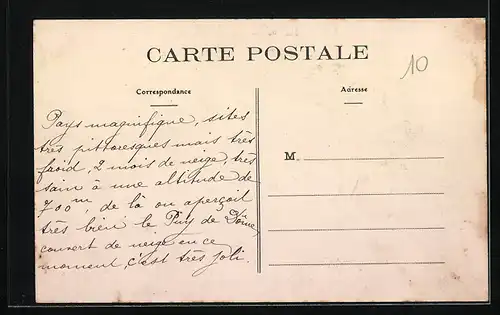 CARTE POSTALE
10
Correspondance
Adresse
Pays magnifique, sites
très pittoresques mais très
froid, 2 mois de neige très
sain à une altitude de
700m, de là on aperçoit
très bien le Puy de Dôme,
couvert de neige en ce
moment, c'est très joli.
M.